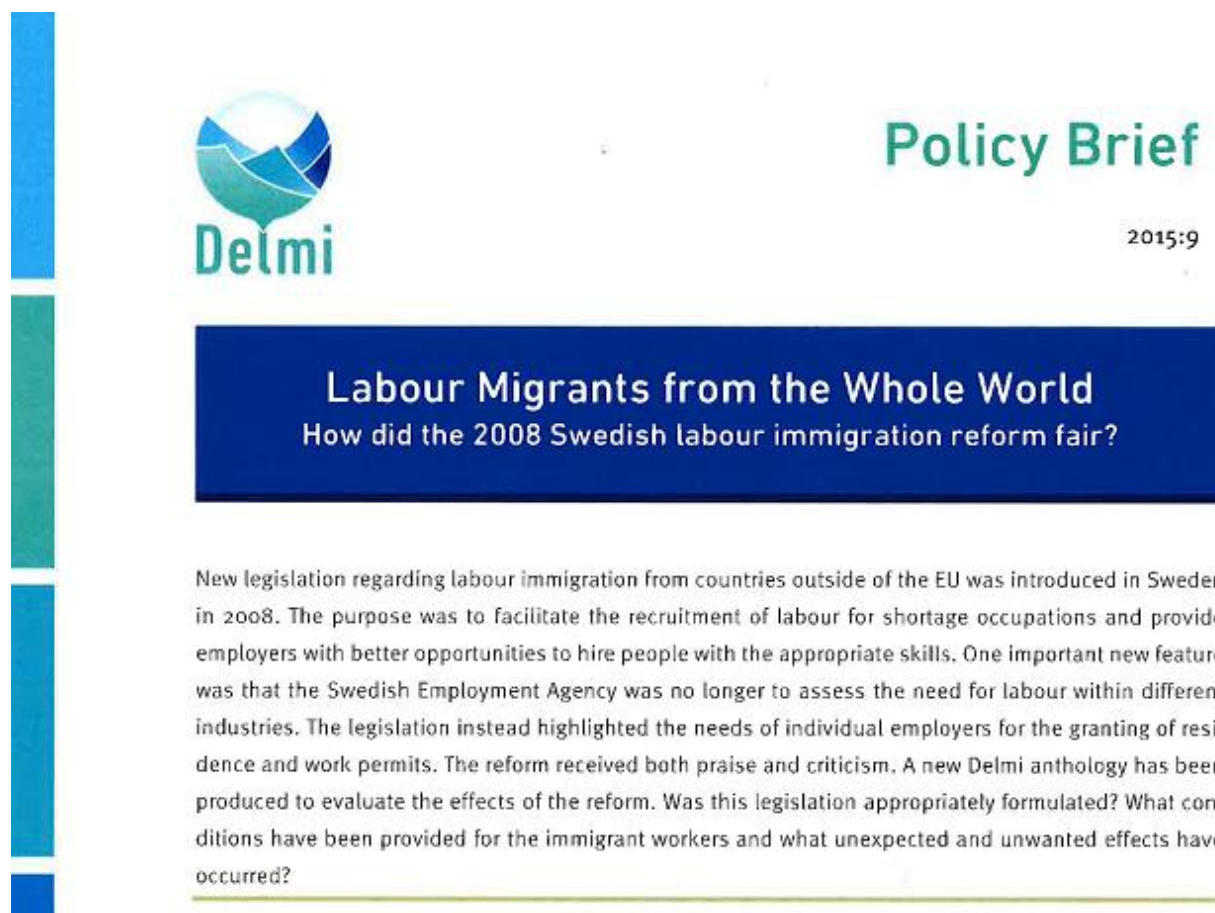 Delmi
Policy Brief
2015:9
Labour Migrants from the Whole World
How did the 2008 Swedish labour immigration reform fair?
New legislation regarding labour immigration from countries outside of the EU was introduced in Sweden
in 2008. The purpose was to facilitate the recruitment of labour for shortage occupations and provide
employers with better opportunities to hire people with the appropriate skills. One important new feature
was that the Swedish Employment Agency was no longer to assess the need for labour within different
industries. The legislation instead highlighted the needs of individual employers for the granting of resi
dence and work permits. The reform received both praise and criticism. A new Delmi anthology has been
produced to evaluate the effects of the reform. Was this legislation appropriately formulated? What con
ditions have been provided for the immigrant workers and what unexpected and unwanted effects have
occurred?